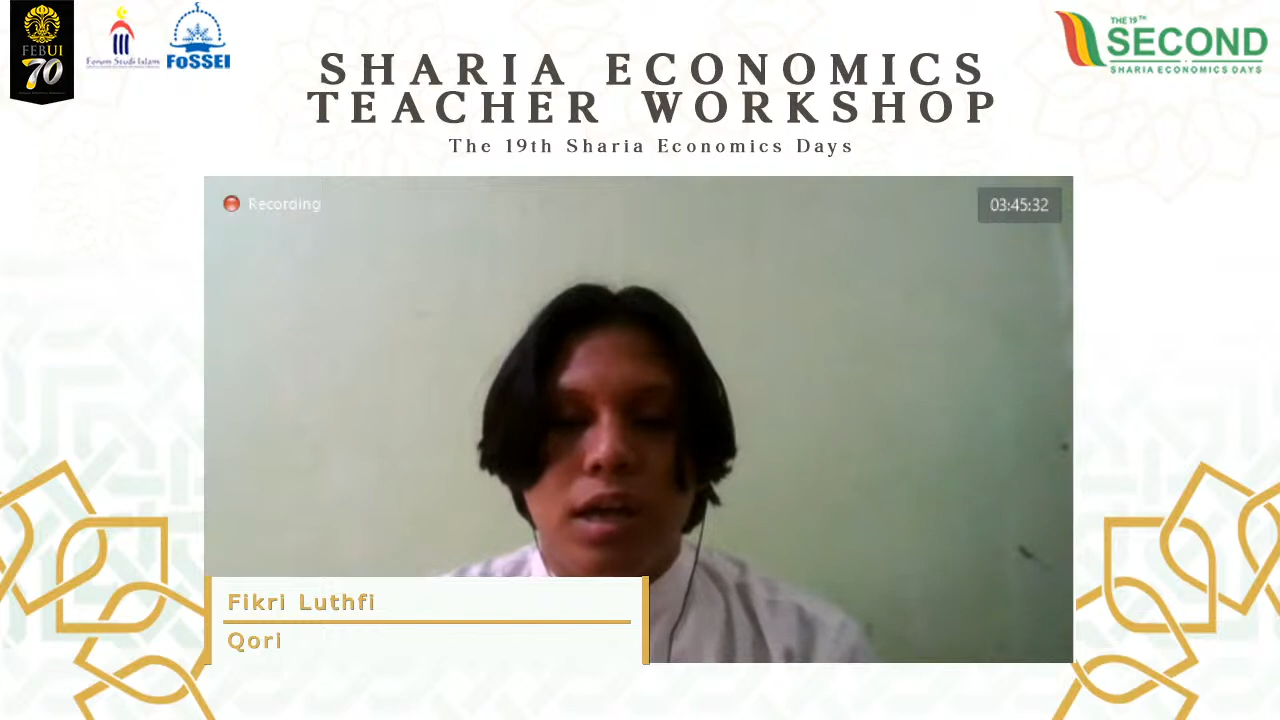 FEBUI
70
Forum Studi Islam
FoSSEI
THE 19TH
SECOND
SHARIA ECONOMICS DAYS
SHARIA ECONOMICS
TEACHER WORKSHOP
The 19th Sharia Economics Days
Recording
03:45:32
Fikri Luthfi
Qori